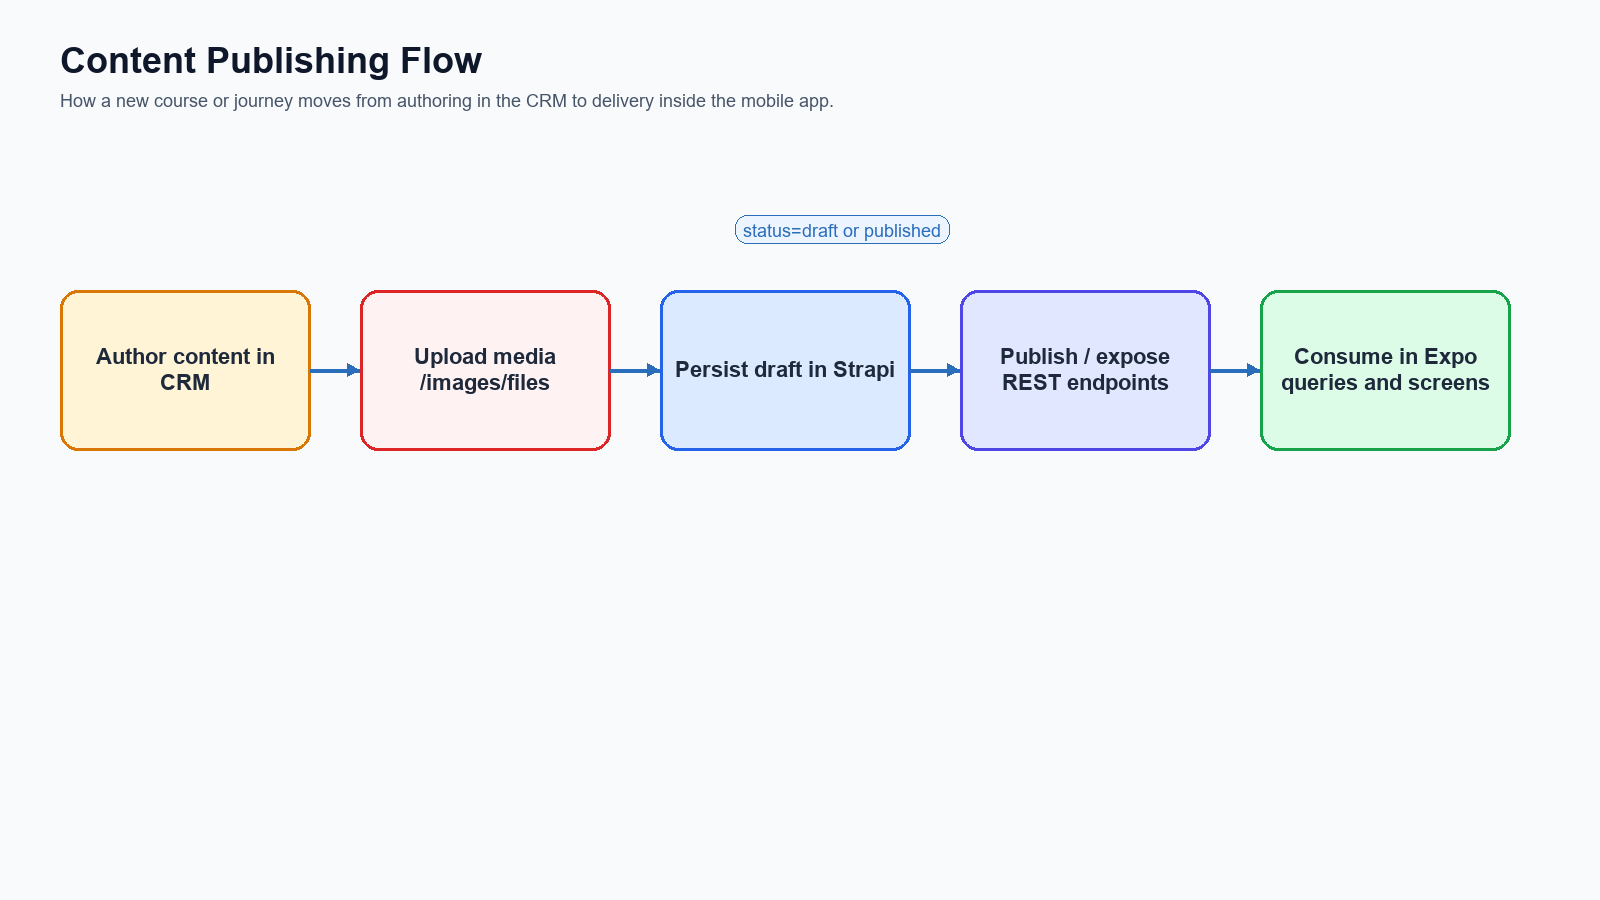 Content Publishing Flow
How a new course or journey moves from authoring in the CRM to delivery inside the mobile app.
status=draft or published
Author content in
CRM
Upload media
/images/files
Persist draft in Strapi
Publish / expose
REST endpoints
Consume in Expo
queries and screens